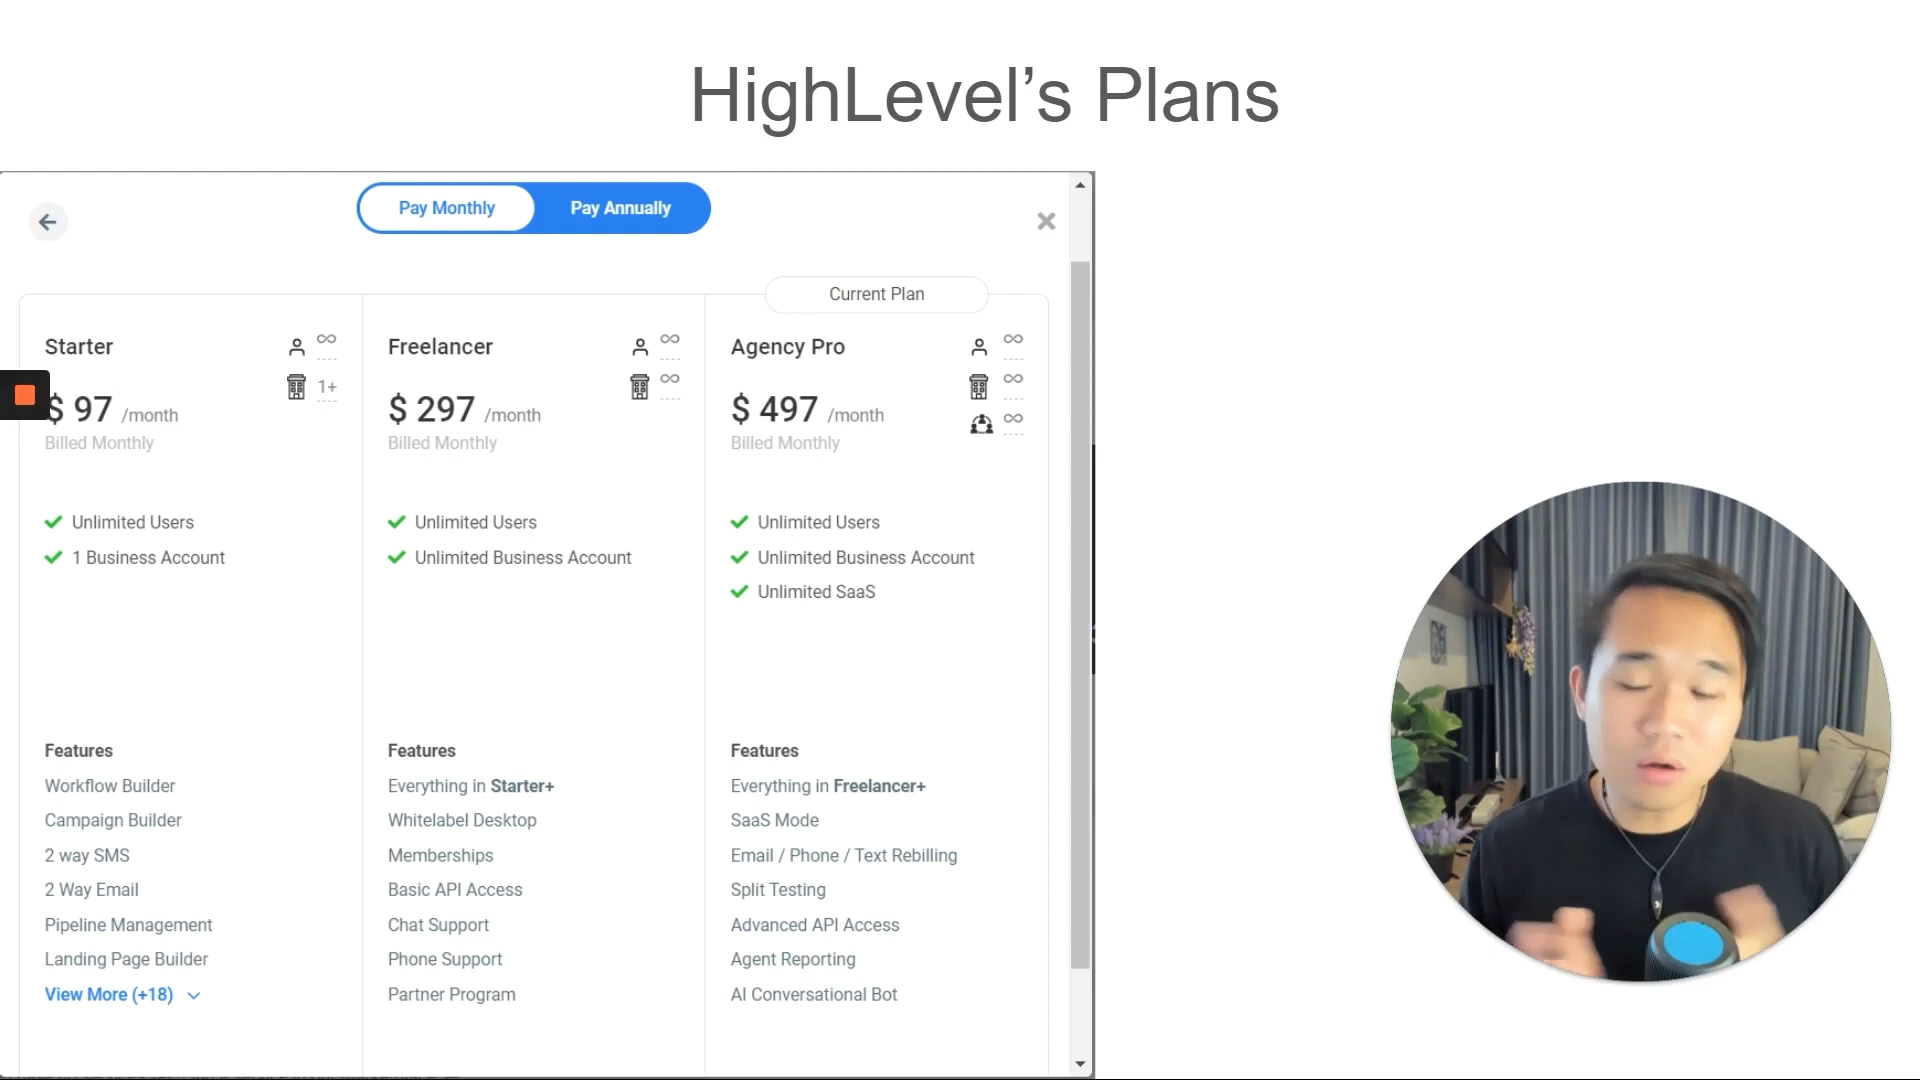 HighLevel’s Plans
Pay Monthly
Pay Annually
Current Plan
Starter
∞
1+
$ 97 /month
Billed Monthly
Unlimited Users
1 Business Account
Features
Workflow Builder
Campaign Builder
2 way SMS
2 Way Email
Pipeline Management
Landing Page Builder
View More (+18)
Freelancer
∞
∞
$ 297 /month
Billed Monthly
Unlimited Users
Unlimited Business Account
Features
Everything in Starter+
Whitelabel Desktop
Memberships
Basic API Access
Chat Support
Phone Support
Partner Program
Agency Pro
∞
∞
∞
$ 497 /month
Billed Monthly
Unlimited Users
Unlimited Business Account
Unlimited SaaS
Features
Everything in Freelancer+
SaaS Mode
Email / Phone / Text Rebilling
Split Testing
Advanced API Access
Agent Reporting
AI Conversational Bot